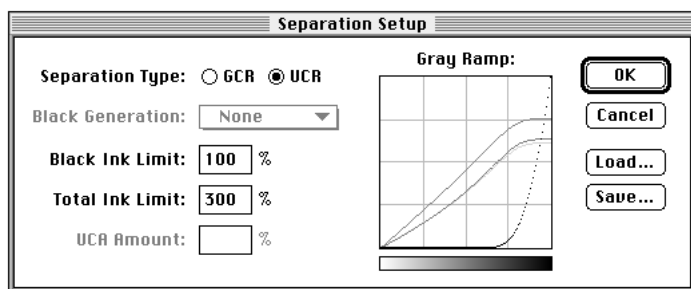 Separation Setup
Separation Type: GCR UCR
Black Generation: None
Black Ink Limit: 100 %
Total Ink Limit: 300 %
UCA Amount: %
Gray Ramp:
OK
Cancel
Load...
Save...